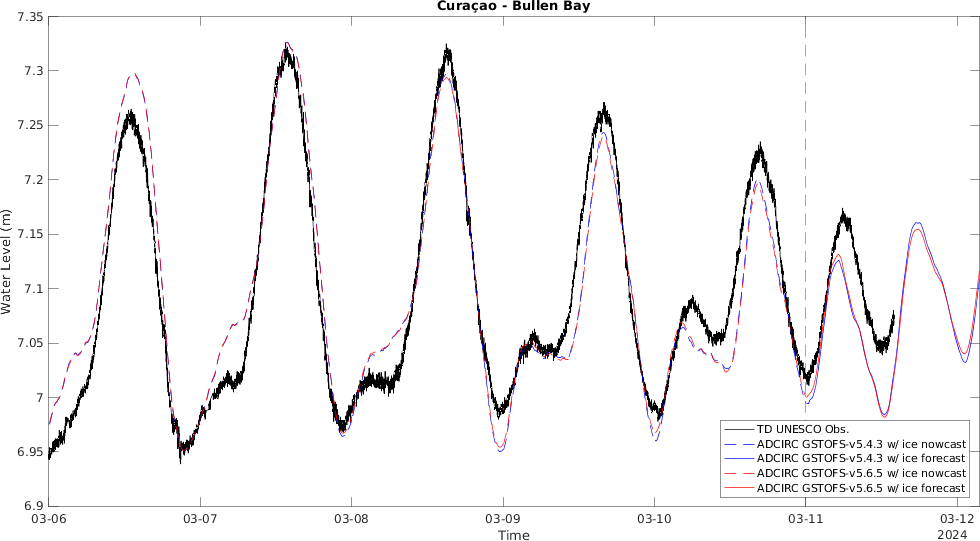 Curaçao - Bullen Bay
Water Level (m)
7.35
7.3
7.25
7.2
7.15
7.1
7.05
7
6.95
6.9
TD UNESCO Obs.
ADCIRC GSTOFS-v5.4.3 w/ ice nowcast
ADCIRC GSTOFS-v5.4.3 w/ ice forecast
ADCIRC GSTOFS-v5.6.5 w/ ice nowcast
ADCIRC GSTOFS-v5.6.5 w/ ice forecast
03-06 03-07 03-08 03-09 03-10 03-11 03-12
Time 2024